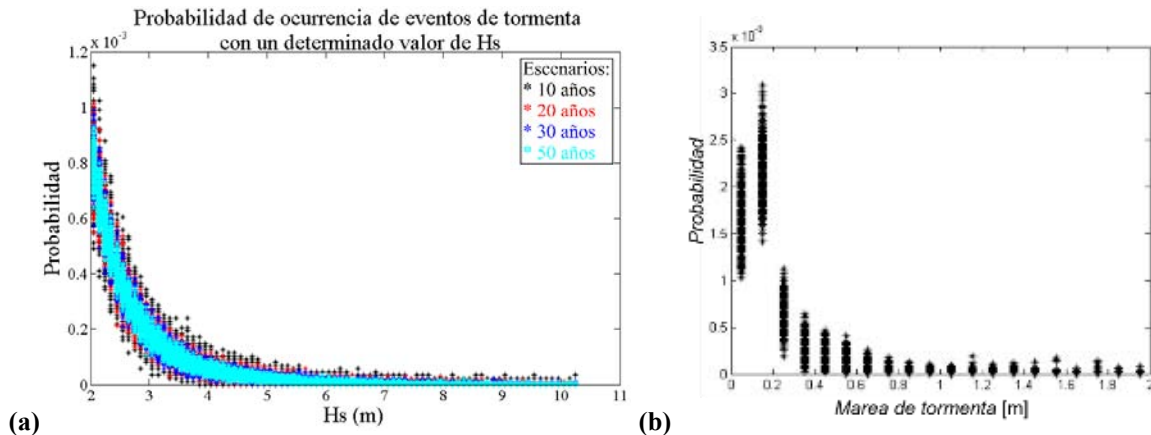 Probabilidad de ocurrencia de eventos de tormenta
con un determinado valor de Hs
x 10⁻³
1.2
1
0.8
0.6
0.4
0.2
0
Probabilidad
Escenarios:
* 10 años
* 20 años
* 30 años
* 50 años
2 3 4 5 6 7 8 9 10 11
Hs (m)
(a)
x 10⁻³
3.5
3
2.5
2
1.5
1
0.5
0
Probabilidad
0 0.2 0.4 0.6 0.8 1 1.2 1.4 1.6 1.8 2
Marea de tormenta [m]
(b)